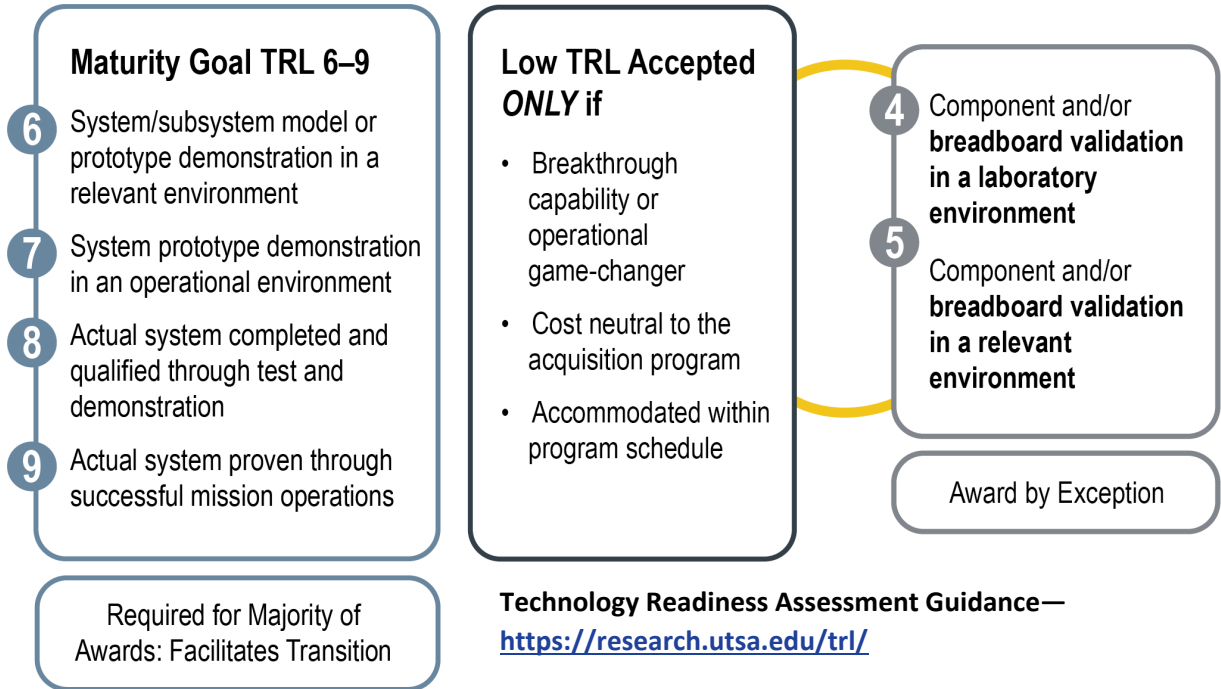 Maturity Goal TRL 6–9
6
System/subsystem model or
prototype demonstration in a
relevant environment
7
System prototype demonstration
in an operational environment
8
Actual system completed and
qualified through test and
demonstration
9
Actual system proven through
successful mission operations
Required for Majority of
Awards: Facilitates Transition
Low TRL Accepted
ONLY if
• Breakthrough
capability or
operational
game-changer
• Cost neutral to the
acquisition program
• Accommodated within
program schedule
4
Component and/or
breadboard validation
in a laboratory
environment
5
Component and/or
breadboard validation
in a relevant
environment
Award by Exception
Technology Readiness Assessment Guidance—
https://research.utsa.edu/trl/